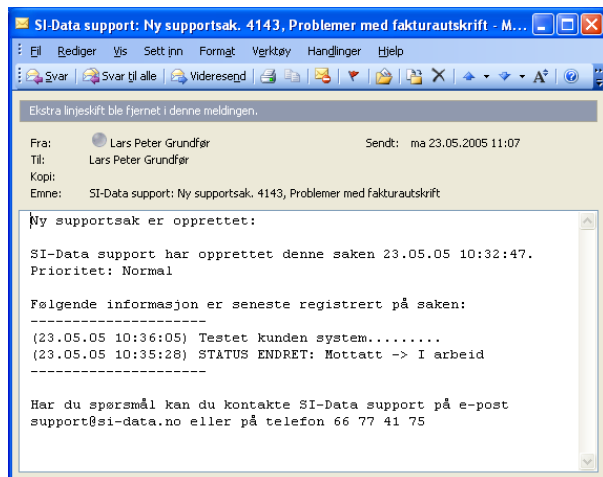 SI-Data support: Ny supportsak. 4143, Problemer med fakturautskrift - M...
Fil Rediger Vis Sett inn Format Verktøy Handlinger Hjelp
Svar Svar til alle Videresend
Ekstra linjeskift ble fjernet i denne meldingen.
Fra: Lars Peter Grundfør Sendt: ma 23.05.2005 11:07
Til: Lars Peter Grundfør
Kopi:
Emne: SI-Data support: Ny supportsak. 4143, Problemer med fakturautskrift
Ny supportsak er opprettet:
SI-Data support har opprettet denne saken 23.05.05 10:32:47.
Prioritet: Normal
Følgende informasjon er seneste registrert på saken:
----------------------
(23.05.05 10:36:05) Testet kunden system.........
(23.05.05 10:35:28) STATUS ENDRET: Mottatt -> I arbeid
----------------------
Har du spørsmål kan du kontakte SI-Data support på e-post
support@si-data.no eller på telefon 66 77 41 75